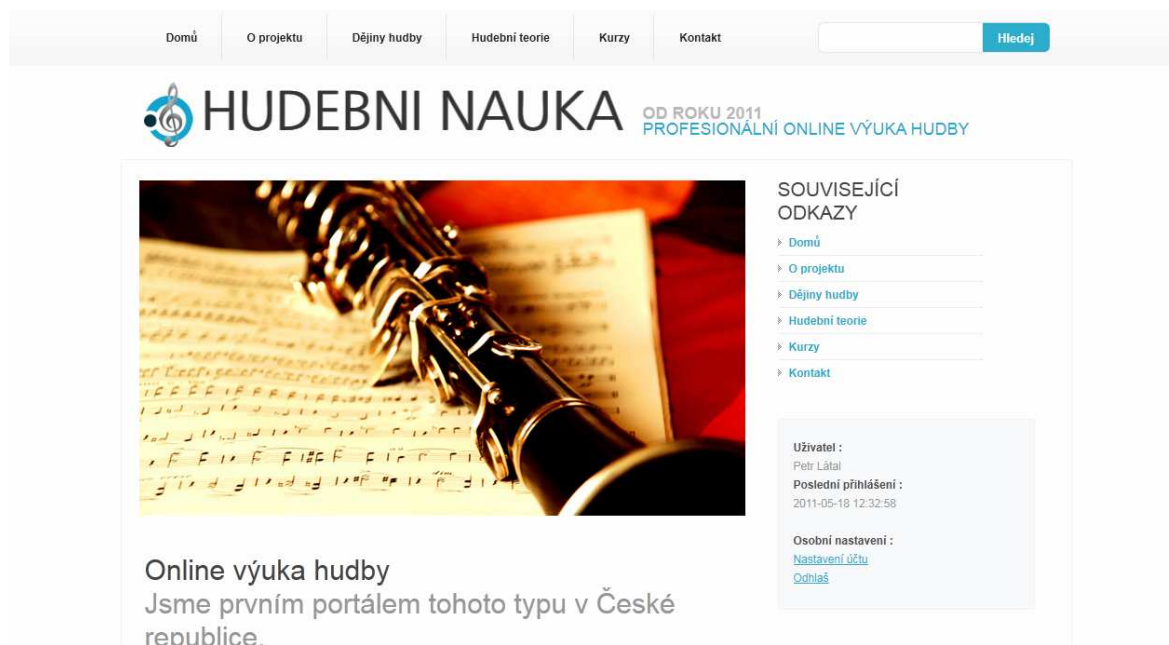 Domů
O projektu
Dějiny hudby
Hudební teorie
Kurzy
Kontakt
Hledej
HUDEBNI NAUKA
OD ROKU 2011
PROFESIONÁLNÍ ONLINE VÝUKA HUDBY
SOUVISEJÍCÍ
ODKAZY
Domů
O projektu
Dějiny hudby
Hudební teorie
Kurzy
Kontakt
Uživatel :
Petr Látal
Poslední přihlášení :
2011-05-18 12:32:58
Osobní nastavení :
Nastavení účtu
Odhlaš
Online výuka hudby
Jsme prvním portálem tohoto typu v České
republice.